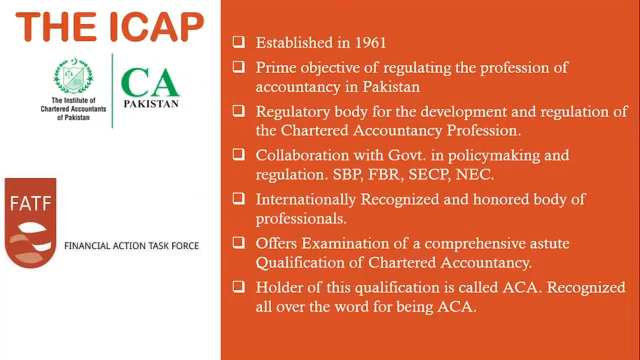 THE ICAP
The Institute of
Chartered Accountants
of Pakistan
CA
PAKISTAN
FATF
FINANCIAL ACTION TASK FORCE
Established in 1961
Prime objective of regulating the profession of
accountancy in Pakistan
Regulatory body for the development and regulation of
the Chartered Accountancy Profession.
Collaboration with Govt. in policymaking and
regulation. SBP, FBR, SECP, NEC.
Internationally Recognized and honored body of
professionals.
Offers Examination of a comprehensive astute
Qualification of Chartered Accountancy.
Holder of this qualification is called ACA. Recognized
all over the word for being ACA.